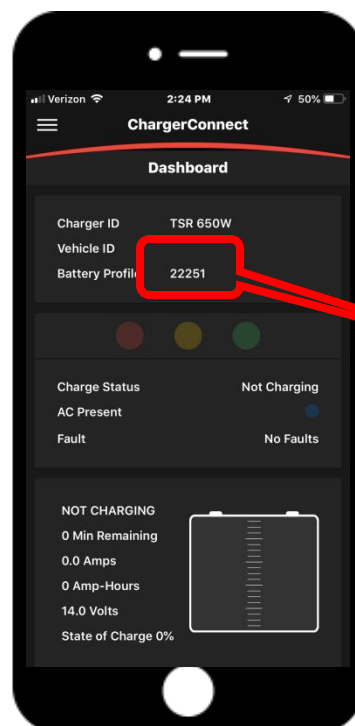 Verizon 2:24 PM 50%
ChargerConnect
Dashboard
Charger ID TSR 650W
Vehicle ID
Battery Profile 22251
Charge Status Not Charging
AC Present
Fault No Faults
NOT CHARGING
0 Min Remaining
0.0 Amps
0 Amp-Hours
14.0 Volts
State of Charge 0%